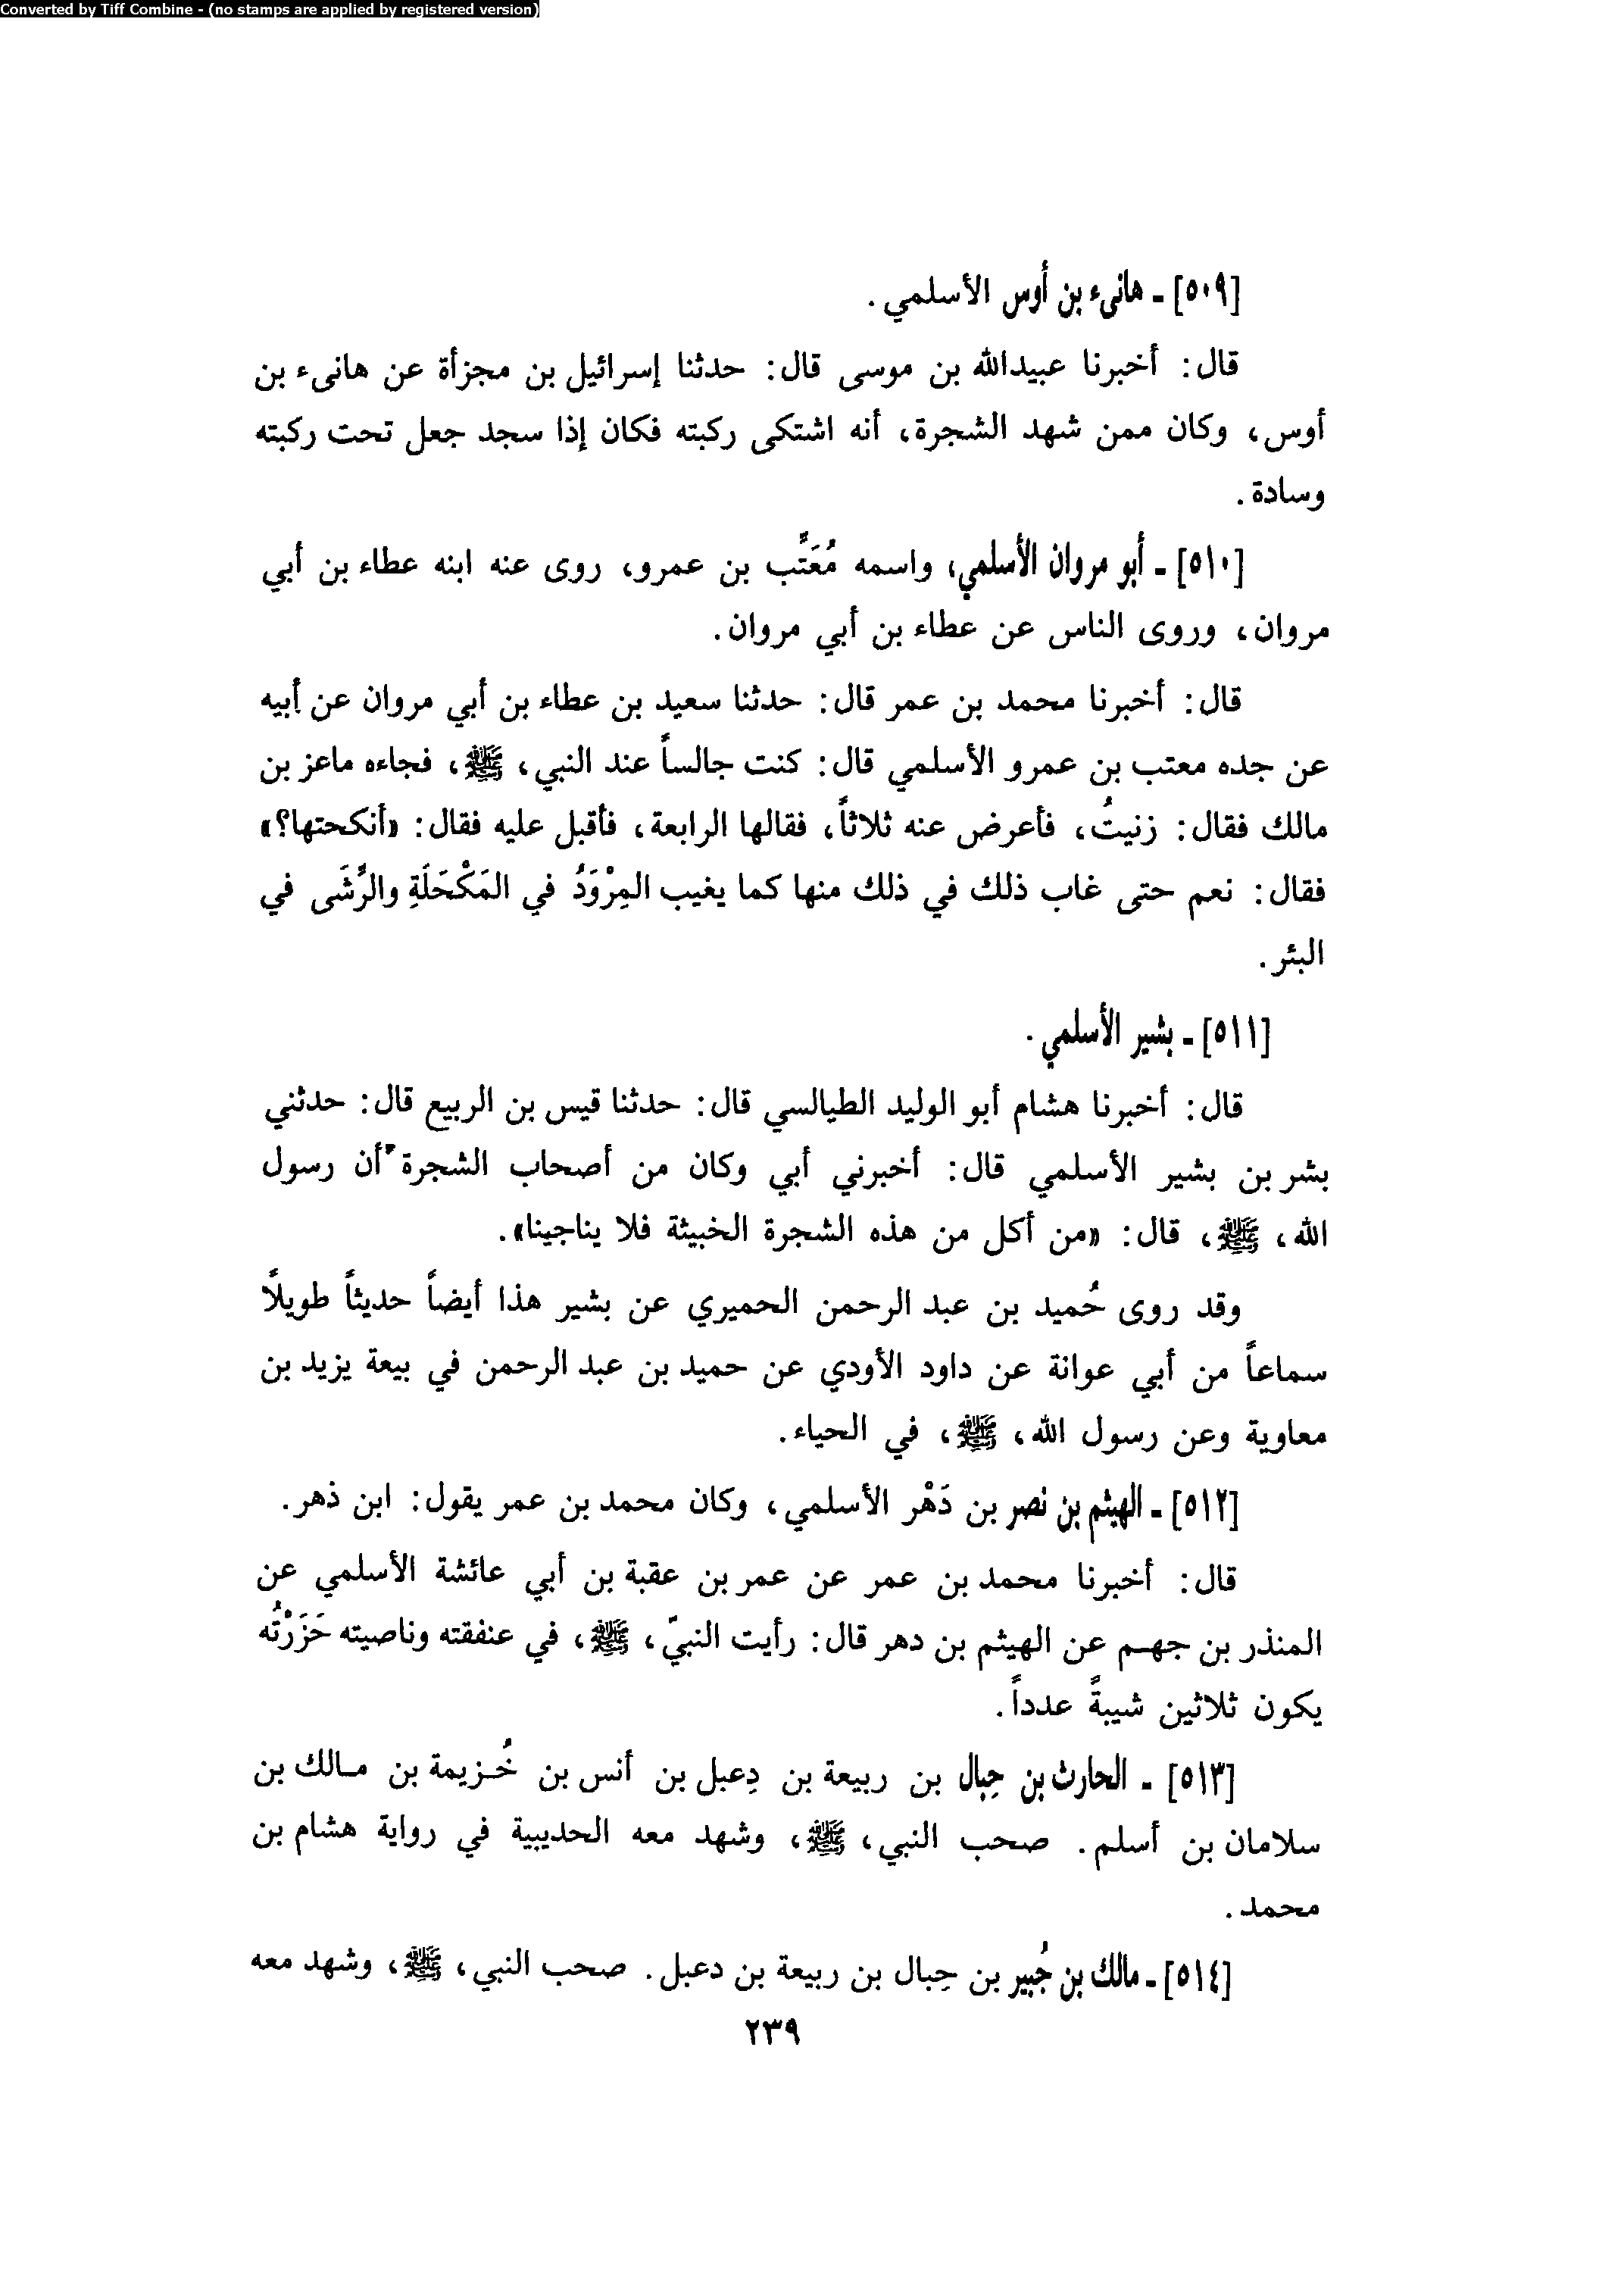 Converted by Tiff Combine - (no stamps are applied by registered version)
[٥٠٩] ـ هانىء بن أوس الأسلمي.
قال: أخبرنا عبيدالله بن موسى قال: حدثنا إسرائيل بن مجزأة عن هانىء بن
أوس، وكان ممن شهد الشجرة، أنه اشتكى ركبته فكان إذا سجد جعل تحت ركبته
وسادة.
[٥١٠] ـ أبو مروان الأسلمي، واسمه مُعَتِّب بن عمرو، روى عنه ابنه عطاء بن أبي
مروان، وروى الناس عن عطاء بن أبي مروان.
قال: أخبرنا محمد بن عمر قال: حدثنا سعيد بن عطاء بن أبي مروان عن أبيه
عن جده معتب بن عمرو الأسلمي قال: كنت جالساً عند النبي، ﷺ، فجاءه ماعز بن
مالك فقال: زنيتُ، فأعرض عنه ثلاثاً، فقالها الرابعة، فأقبل عليه فقال: «أنكحتها؟»
فقال: نعم حتى غاب ذلك في ذلك منها كما يغيب المِرْوَدُ في المَكْحَلَةِ والرَّشَى في
البئر.
[٥١١] ـ بشير الأسلمي.
قال: أخبرنا هشام أبو الوليد الطيالسي قال: حدثنا قيس بن الربيع قال: حدثني
بشر بن بشير الأسلمي قال: أخبرني أبي وكان من أصحاب الشجرة أن رسول
الله، ﷺ، قال: «من أكل من هذه الشجرة الخبيثة فلا يناجينا».
وقد روى حُميد بن عبد الرحمن الحميري عن بشير هذا أيضاً حديثاً طويلاً
سماعاً من أبي عوانة عن داود الأودي عن حميد بن عبد الرحمن في بيعة يزيد بن
معاوية وعن رسول الله، ﷺ، في الحياء.
[٥١٢] ـ الهيثم بن نصر بن دَهْر الأسلمي، وكان محمد بن عمر يقول: ابن ذهر.
قال: أخبرنا محمد بن عمر عن عمر بن عقبة بن أبي عائشة الأسلمي عن
المنذر بن جهم عن الهيثم بن دهر قال: رأيت النبيّ، ﷺ، في عنفقته وناصيته حَزَرْتُه
يكون ثلاثين شيبةً عدداً.
[٥١٣] ـ الحارث بن حِبال بن ربيعة بن دِعبل بن أنس بن خُزيمة بن مالك بن
سلامان بن أسلم. صحب النبي، ﷺ، وشهد معه الحديبية في رواية هشام بن
محمد.
[٥١٤] ـ مالك بن جُبير بن حِبال بن ربيعة بن دعبل. صحب النبي، ﷺ، وشهد معه
٢٣٩